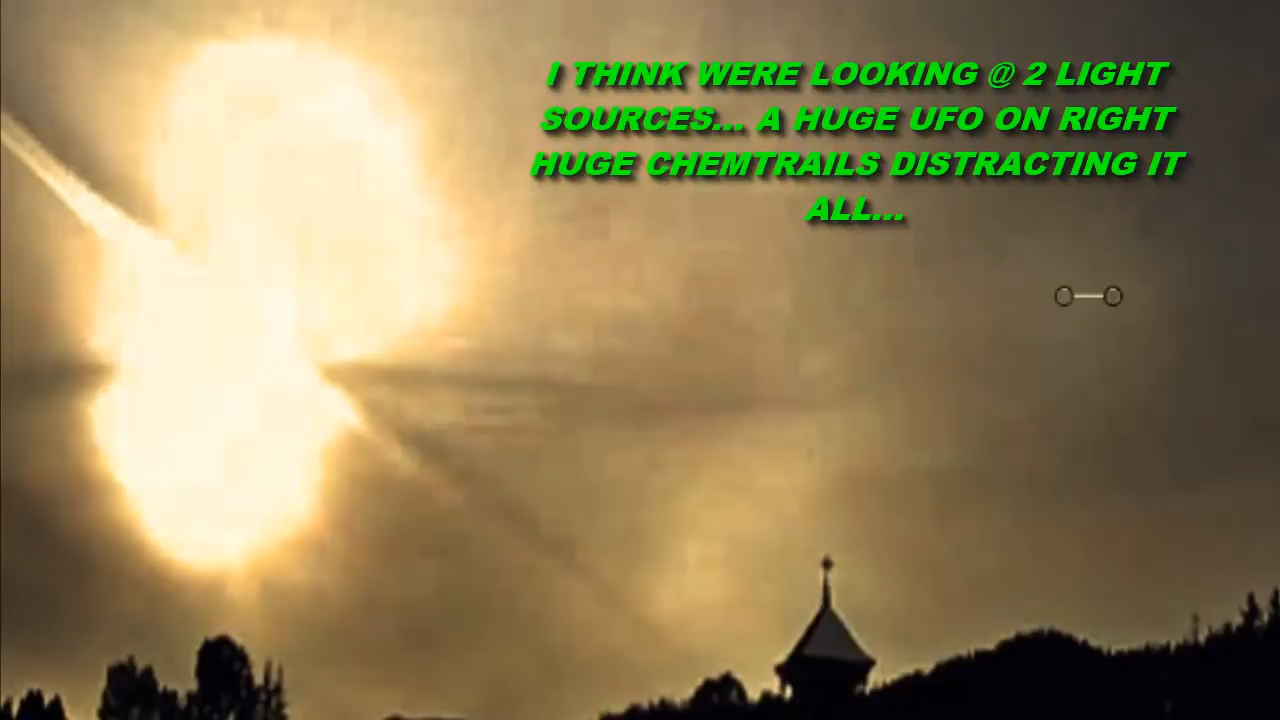 I THINK WERE LOOKING @ 2 LIGHT
SOURCES... A HUGE UFO ON RIGHT
HUGE CHEMTRAILS DISTRACTING IT
ALL...